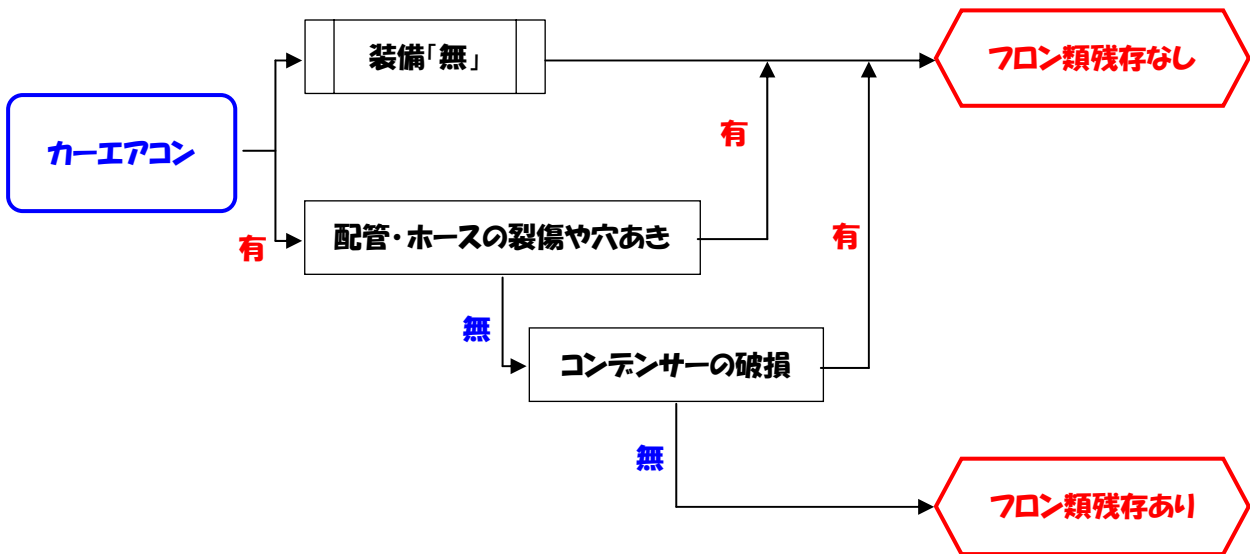 装備「無」
フロン類残存なし
カーエアコン
有
有
配管・ホースの裂傷や穴あき
有
無
コンデンサーの破損
無
フロン類残存あり